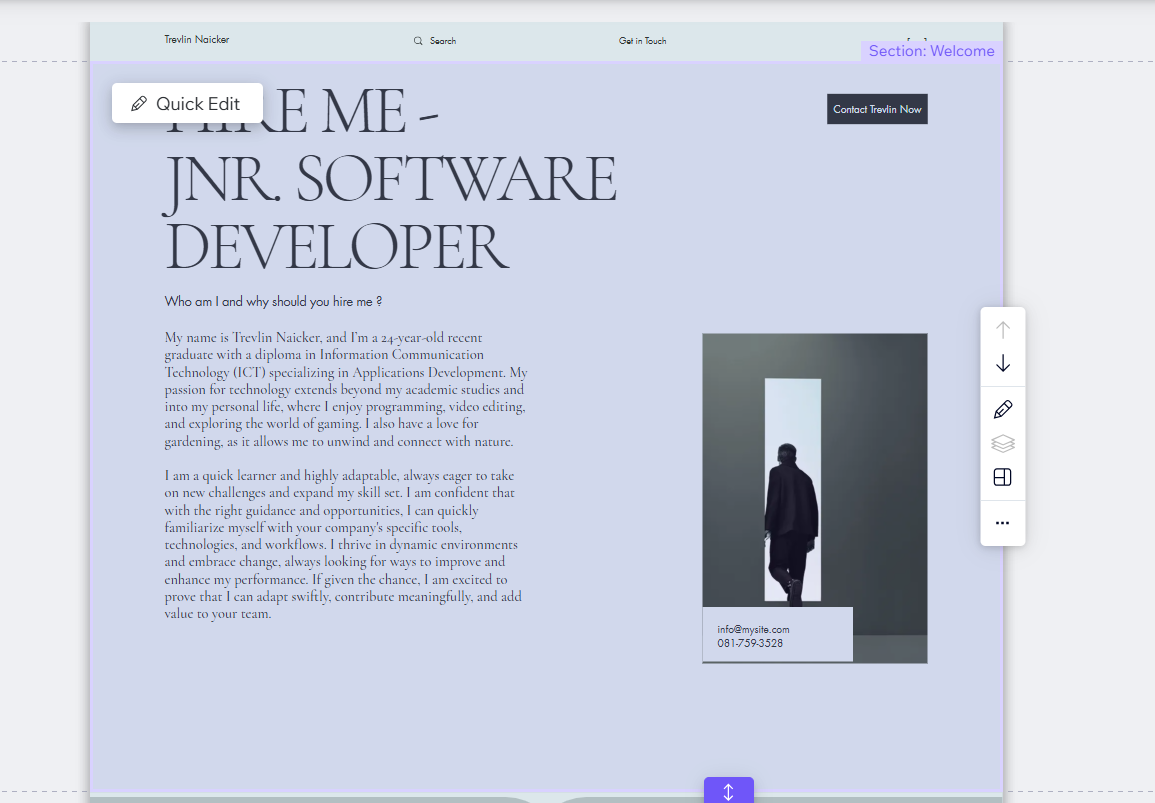 Trevlin Naicker
Search
Get in Touch
Section: Welcome
Quick Edit
HIRE ME -
JNR. SOFTWARE
DEVELOPER
Contact Trevlin Now
Who am I and why should you hire me ?
My name is Trevlin Naicker, and I'm a 24-year-old recent
graduate with a diploma in Information Communication
Technology (ICT) specializing in Applications Development. My
passion for technology extends beyond my academic studies and
into my personal life, where I enjoy programming, video editing,
and exploring the world of gaming. I also have a love for
gardening, as it allows me to unwind and connect with nature.
I am a quick learner and highly adaptable, always eager to take
on new challenges and expand my skill set. I am confident that
with the right guidance and opportunities, I can quickly
familiarize myself with your company's specific tools,
technologies, and workflows. I thrive in dynamic environments
and embrace change, always looking for ways to improve and
enhance my performance. If given the chance, I am excited to
prove that I can adapt swiftly, contribute meaningfully, and add
value to your team.
info@mysite.com
081-759-3528